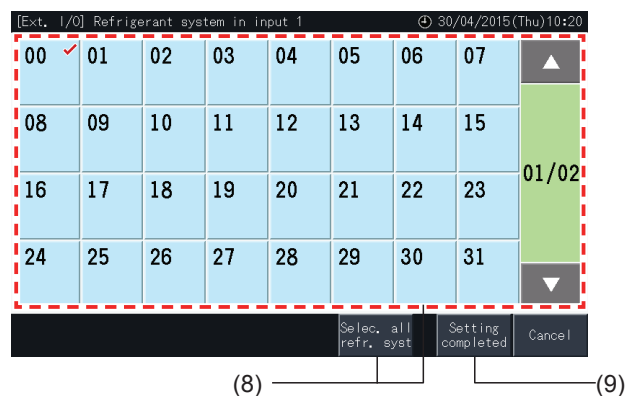 [Ext. I/O] Refrigerant system in input 1 30/04/2015(Thu)10:20
00 01 02 03 04 05 06 07
08 09 10 11 12 13 14 15
01/02
16 17 18 19 20 21 22 23
24 25 26 27 28 29 30 31
Selec. all Setting
refr. syst completed Cancel
(8) (9)